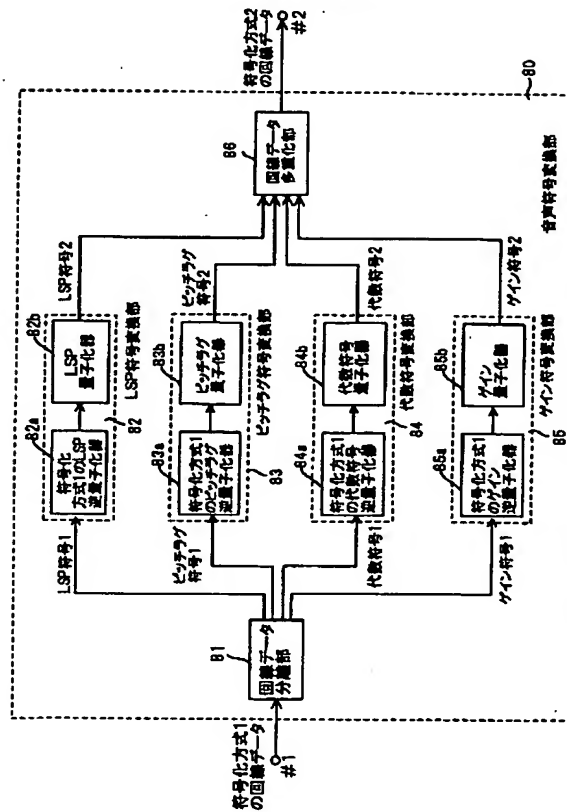 符号化方式1
の回線データ
#1
81
回線データ
分離部
LSP符号1
ピッチラグ
符号1
代数符号1
ゲイン符号1
82a
符号化
方式1のLSP
逆量子化器
82b
LSP
量子化器
82
LSP符号変換部
83a
符号化方式1
のピッチラグ
逆量子化器
83b
ピッチラグ
量子化器
83
ピッチラグ符号変換部
84a
符号化方式1
の代数符号
逆量子化器
84b
代数符号
量子化器
84
代数符号変換部
85a
符号化方式1
のゲイン
逆量子化器
85b
ゲイン
量子化器
85
ゲイン符号変換部
LSP符号2
ピッチラグ
符号2
代数符号2
ゲイン符号2
86
回線データ
多重化部
音声符号変換部
80
符号化方式2
の回線データ
#2